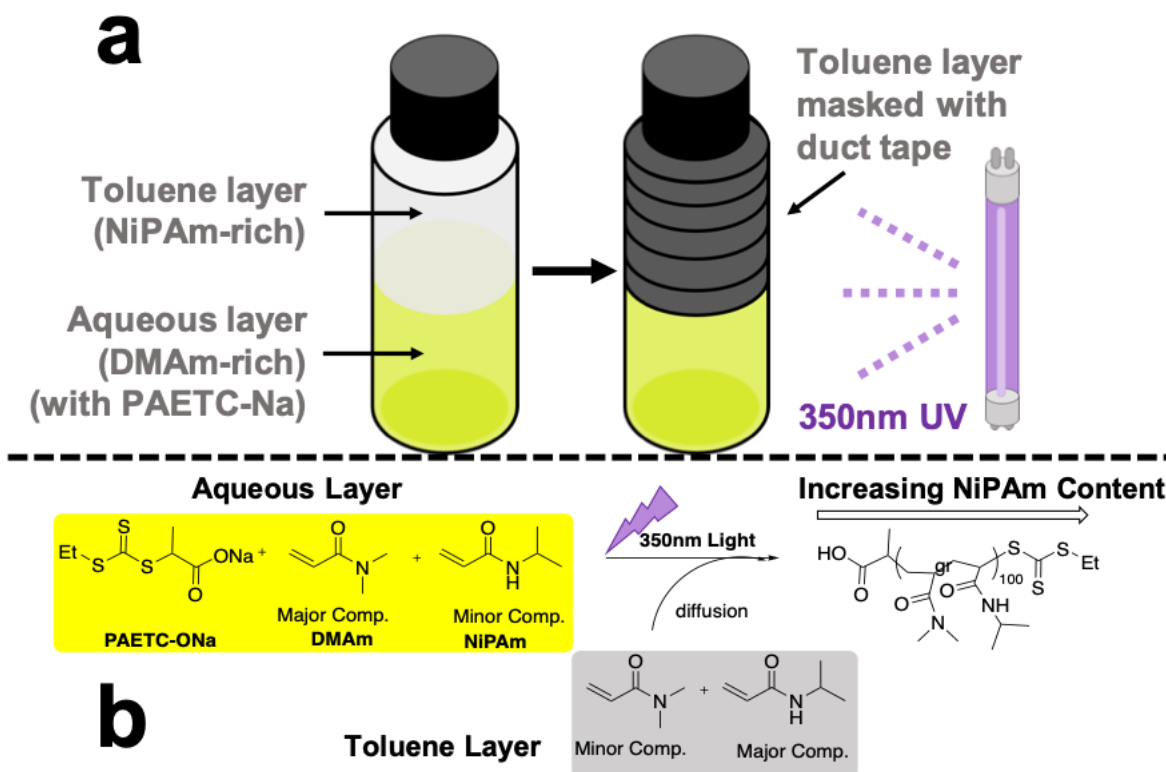 a
Toluene layer
(NiPAm-rich)
Aqueous layer
(DMAm-rich)
(with PAETC-Na)
Toluene layer
masked with
duct tape
350nm UV
Aqueous Layer
Et
S
S
S
O
ONa
+
O
N
+
O
N
H
PAETC-ONa
Major Comp.
DMAm
Minor Comp.
NiPAm
350nm Light
diffusion
Increasing NiPAm Content
HO
O
gr
100
S
S
S
Et
O
N
O
NH
b
Toluene Layer
O
N
+
O
N
H
Minor Comp.
Major Comp.